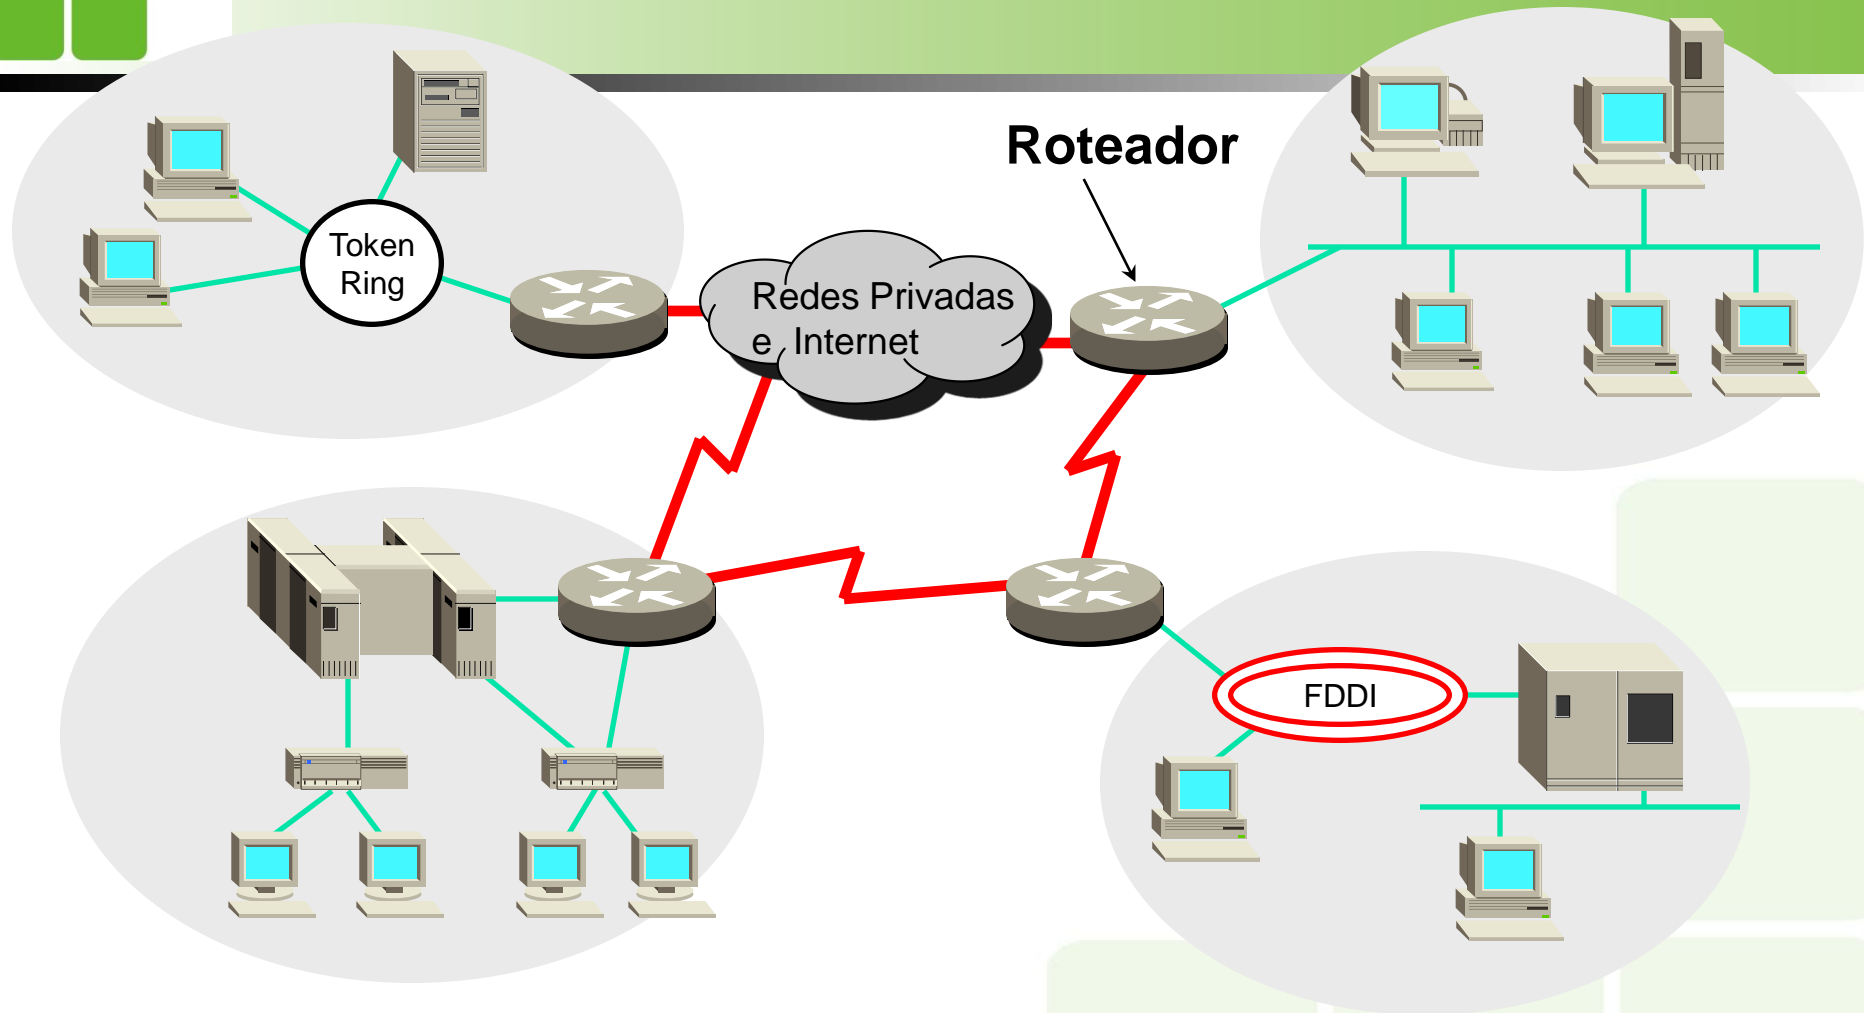 Roteador
Token
Ring
Redes Privadas
e Internet
FDDI